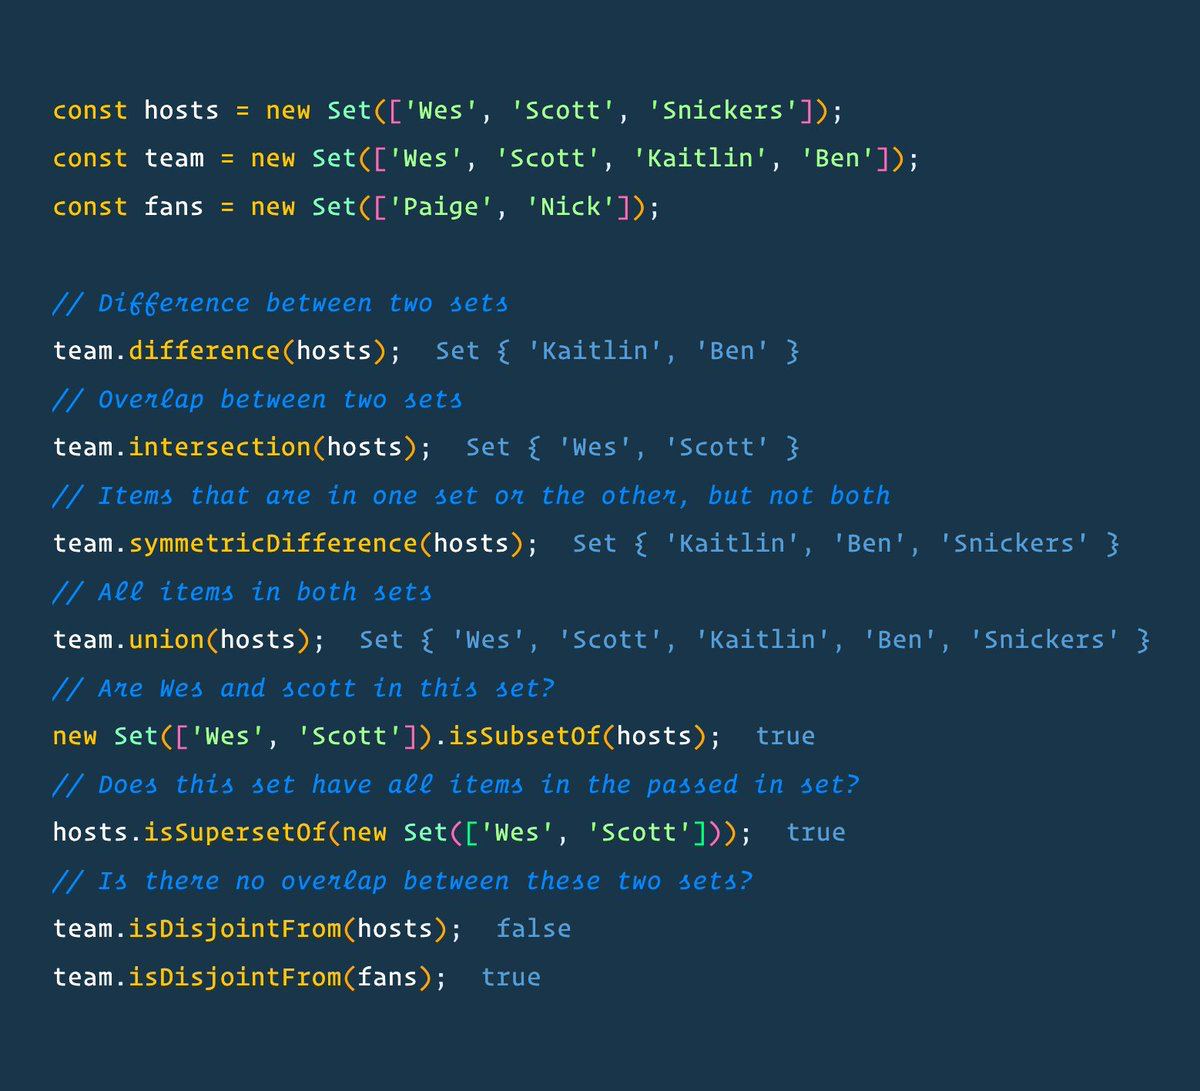 const hosts = new Set(['Wes', 'Scott', 'Snickers']);
const team = new Set(['Wes', 'Scott', 'Kaitlin', 'Ben']);
const fans = new Set(['Paige', 'Nick']);
// Difference between two sets
team.difference(hosts);  Set { 'Kaitlin', 'Ben' }
// Overlap between two sets
team.intersection(hosts);  Set { 'Wes', 'Scott' }
// Items that are in one set or the other, but not both
team.symmetricDifference(hosts);  Set { 'Kaitlin', 'Ben', 'Snickers' }
// All items in both sets
team.union(hosts);  Set { 'Wes', 'Scott', 'Kaitlin', 'Ben', 'Snickers' }
// Are Wes and scott in this set?
new Set(['Wes', 'Scott']).isSubsetOf(hosts);  true
// Does this set have all items in the passed in set?
hosts.isSupersetOf(new Set(['Wes', 'Scott']));  true
// Is there no overlap between these two sets?
team.isDisjointFrom(hosts);  false
team.isDisjointFrom(fans);  true